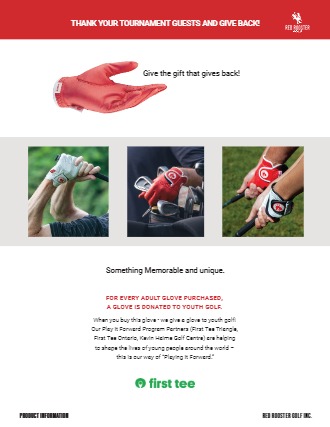 THANK YOUR TOURNAMENT GUESTS AND GIVE BACK!
RED ROOSTER
GOLF
Give the gift that gives back!
Something Memorable and unique.
FOR EVERY ADULT GLOVE PURCHASED,
A GLOVE IS DONATED TO YOUTH GOLF.
When you buy this glove - we give a glove to youth golf!
Our Play It Forward Program Partners (First Tee Triangle,
First Tee Ontario, Kevin Haime Golf Centre) are helping
to shape the lives of young people around the world –
this is our way of "Playing it Forward."
first tee
PRODUCT INFORMATION
RED ROOSTER GOLF INC.